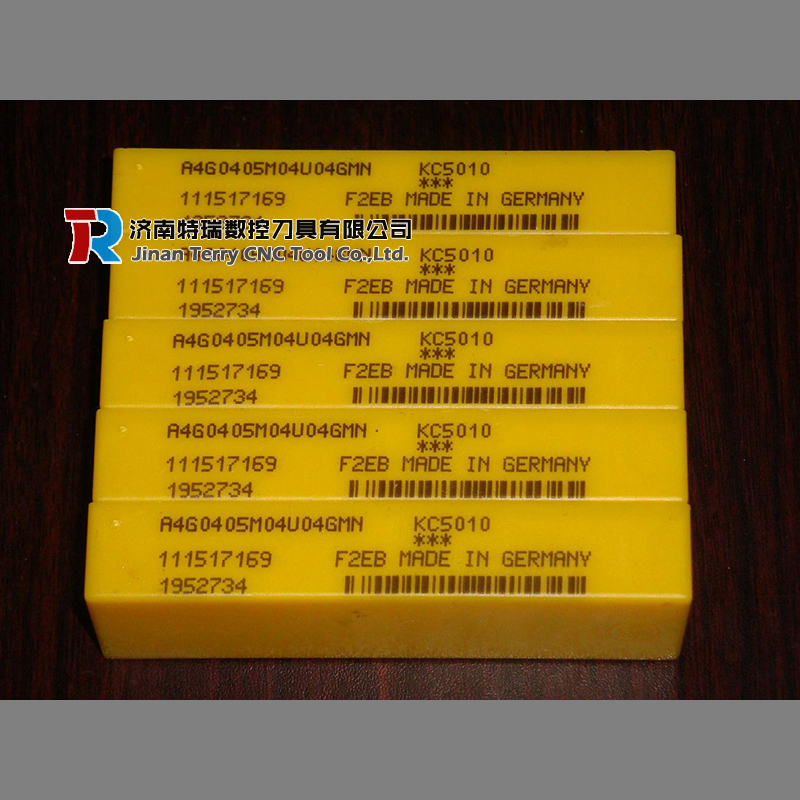 A4G0405M04U04GMN KC5010
***
111517169 F2EB MADE IN GERMANY
TR 济南特瑞数控刀具有限公司
Jinan Terry CNC Tool Co.,Ltd.
KC5010
***
111517169 F2EB MADE IN GERMANY
1952734
A4G0405M04U04GMN KC5010
***
111517169 F2EB MADE IN GERMANY
1952734
A4G0405M04U04GMN KC5010
***
111517169 F2EB MADE IN GERMANY
1952734
A4G0405M04U04GMN KC5010
***
111517169 F2EB MADE IN GERMANY
1952734